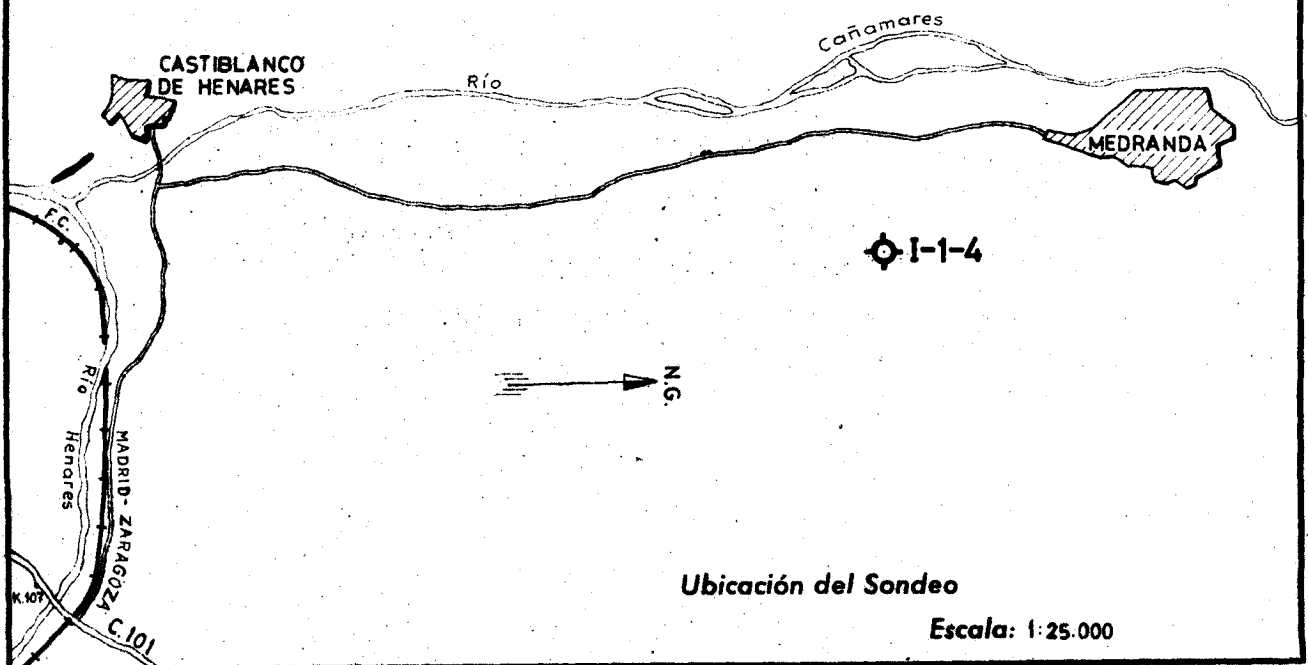 Cañamares
CASTIBLANCO
DE HENARES
Río
MEDRANDA
F.C.
I-1-4
N.G.
Río
Henares
MADRID- ZARAGOZA
K.107
C.101
Ubicación del Sondeo
Escala: 1:25.000